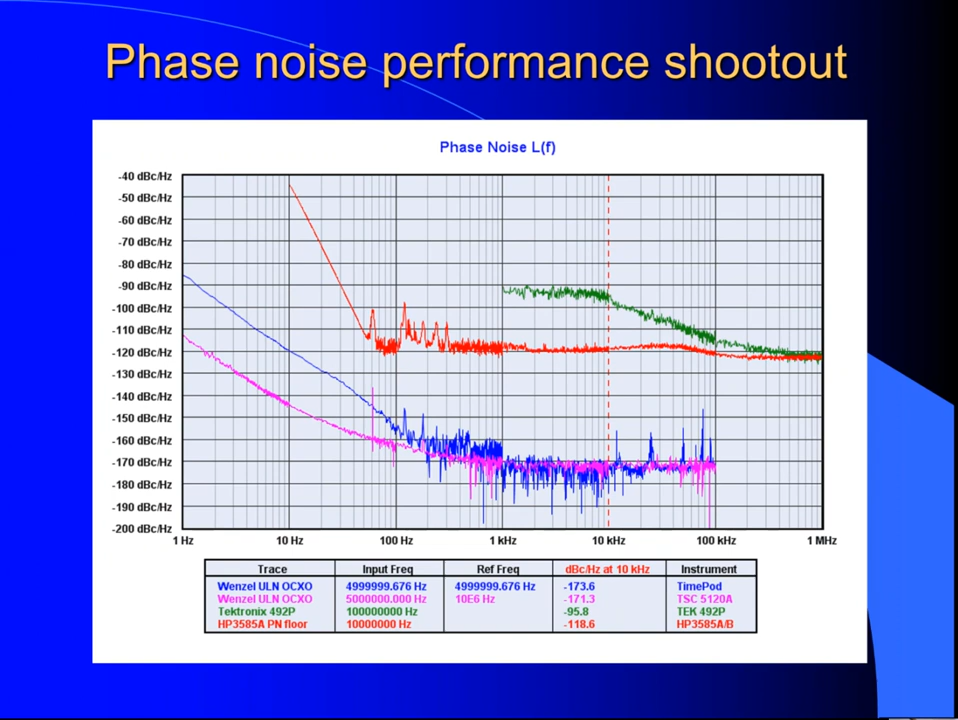 Phase noise performance shootout
Phase Noise L(f)
-40 dBc/Hz
-50 dBc/Hz
-60 dBc/Hz
-70 dBc/Hz
-80 dBc/Hz
-90 dBc/Hz
-100 dBc/Hz
-110 dBc/Hz
-120 dBc/Hz
-130 dBc/Hz
-140 dBc/Hz
-150 dBc/Hz
-160 dBc/Hz
-170 dBc/Hz
-180 dBc/Hz
-190 dBc/Hz
-200 dBc/Hz
1 Hz 10 Hz 100 Hz 1 kHz 10 kHz 100 kHz 1 MHz
Trace Input Freq Ref Freq dBc/Hz at 10 kHz Instrument
Wenzel ULN OCXO 4999999.676 Hz 4999999.676 Hz -173.6 TimePod
Wenzel ULN OCXO 5000000.000 Hz 10E6 Hz -171.3 TSC 5120A
Tektronix 492P 100000000 Hz -95.8 TEK 492P
HP3585A PN floor 10000000 Hz -118.6 HP3585A/B